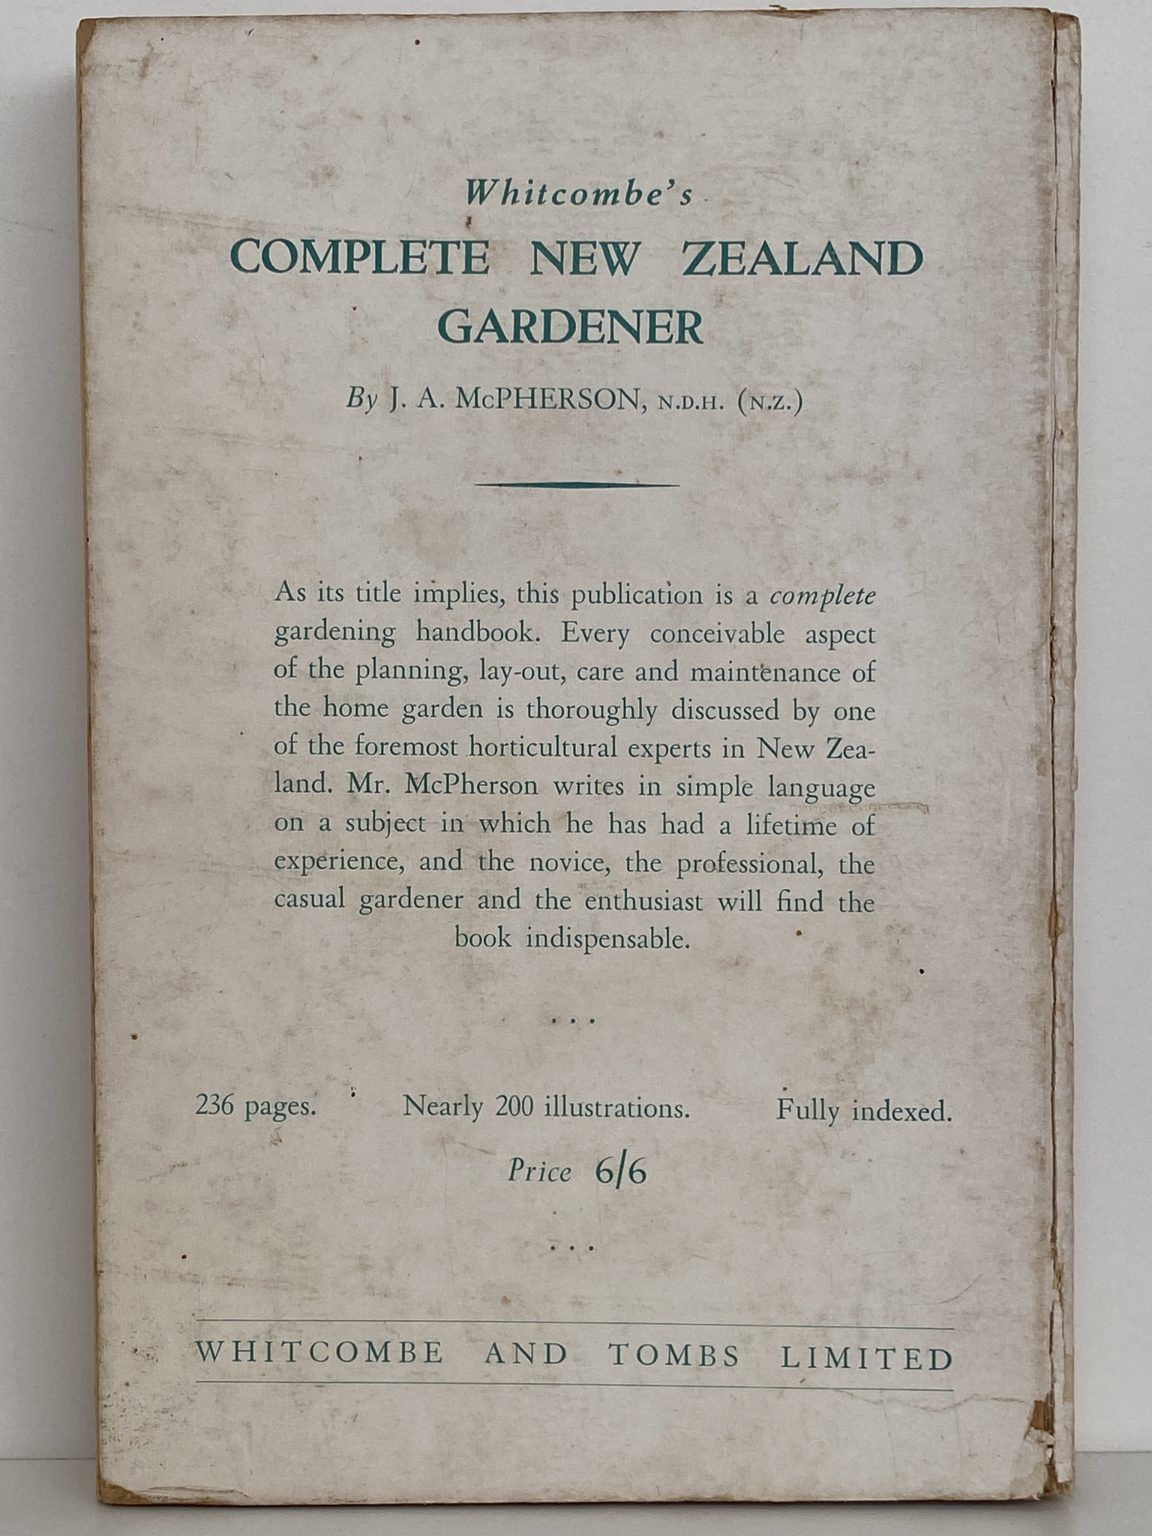 Whitcombe's
COMPLETE NEW ZEALAND
GARDENER
By J. A. McPHERSON, N.D.H. (N.Z.)
As its title implies, this publication is a complete
gardening handbook. Every conceivable aspect
of the planning, lay-out, care and maintenance of
the home garden is thoroughly discussed by one
of the foremost horticultural experts in New Zea-
land. Mr. McPherson writes in simple language
on a subject in which he has had a lifetime of
experience, and the novice, the professional, the
casual gardener and the enthusiast will find the
book indispensable.
. . .
236 pages. Nearly 200 illustrations. Fully indexed.
Price 6/6
. . .
WHITCOMBE AND TOMBS LIMITED